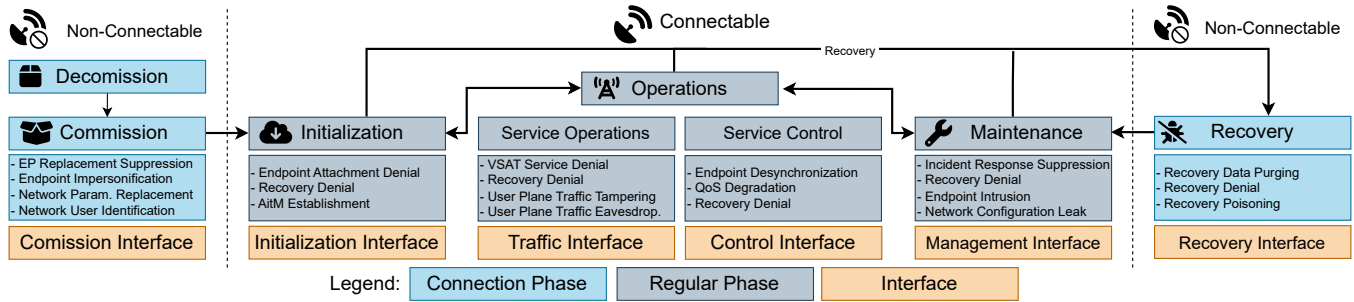 Non-Connectable
Connectable
Non-Connectable
Recovery
Decomission
Operations
Commission
Initialization
Service Operations
Service Control
Maintenance
Recovery
- EP Replacement Suppression
- Endpoint Impersonification
- Network Param. Replacement
- Network User Identification
- Endpoint Attachment Denial
- Recovery Denial
- AitM Establishment
- VSAT Service Denial
- Recovery Denial
- User Plane Traffic Tampering
- User Plane Traffic Eavesdrop.
- Endpoint Desynchronization
- QoS Degradation
- Recovery Denial
- Incident Response Suppression
- Recovery Denial
- Endpoint Intrusion
- Network Configuration Leak
- Recovery Data Purging
- Recovery Denial
- Recovery Poisoning
Comission Interface
Initialization Interface
Traffic Interface
Control Interface
Management Interface
Recovery Interface
Legend:
Connection Phase
Regular Phase
Interface